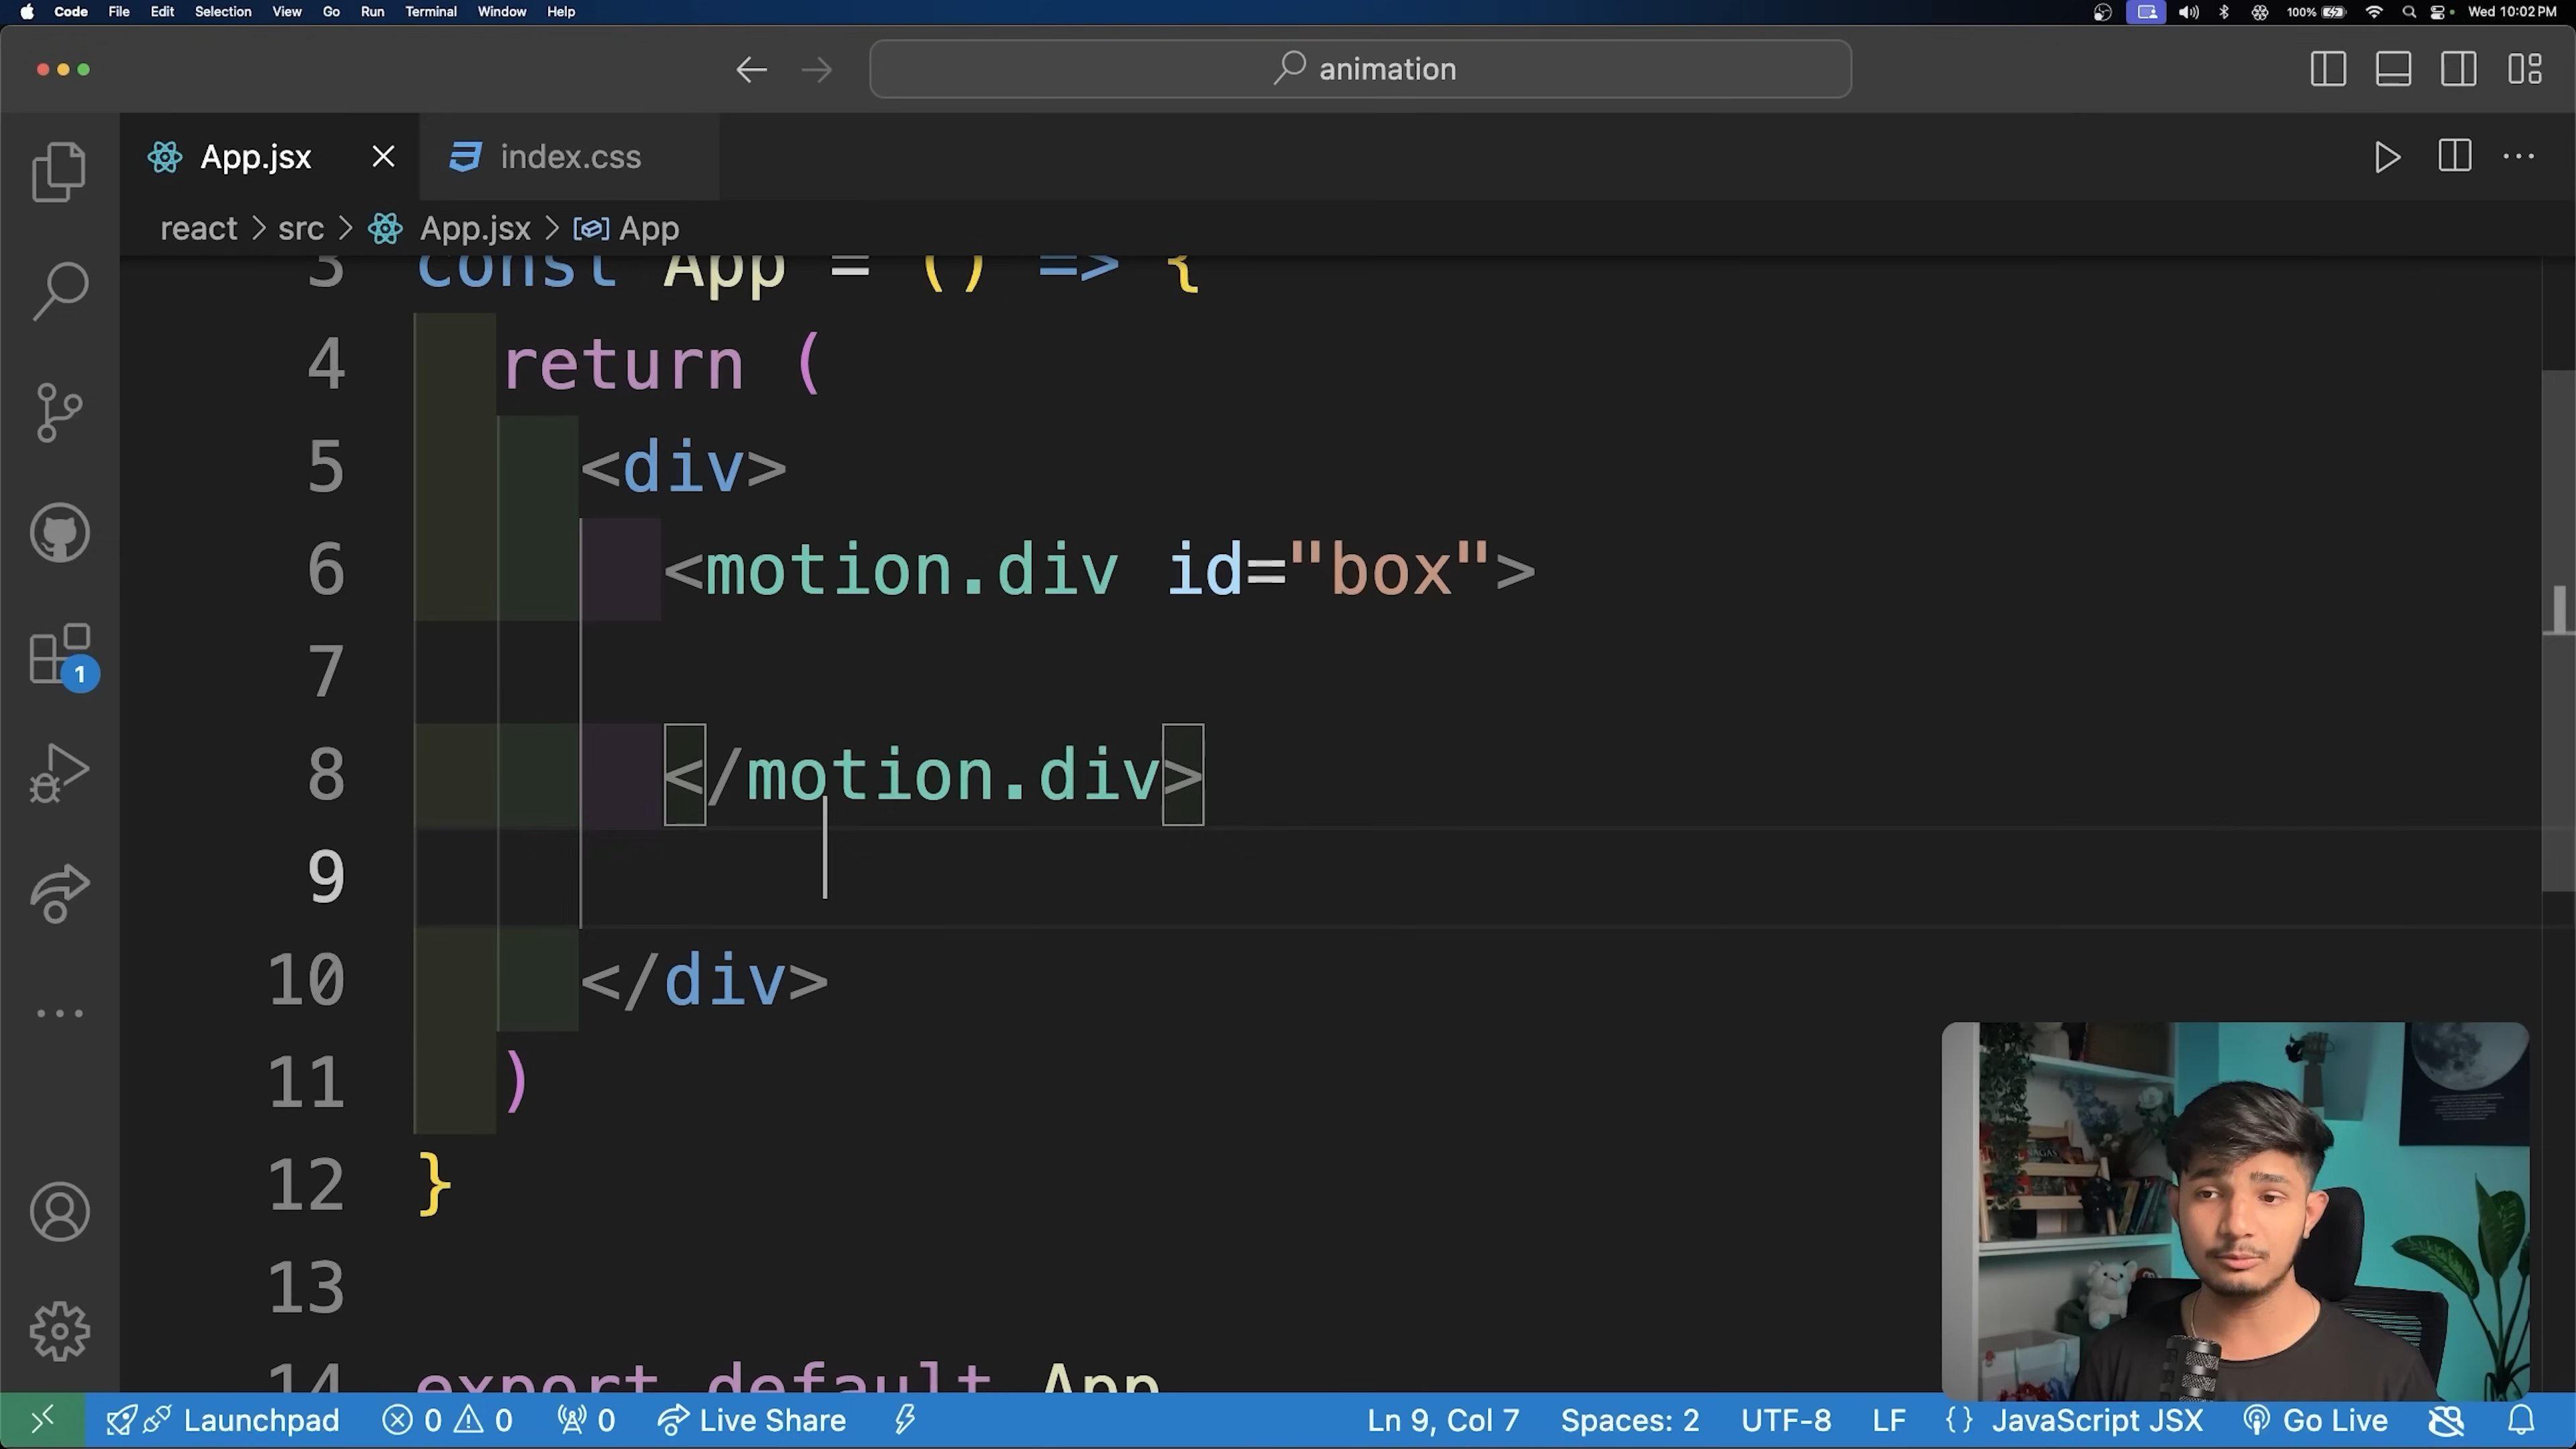 Code File Edit Selection View Go Run Terminal Window Help 100% Wed 10:02 PM
animation
App.jsx index.css
react > src > App.jsx > App
3 const App = () => {
4 return (
5 <div>
6 <motion.div id="box">
7
8 </motion.div>
9
10 </div>
11 )
12 }
13
14 export default App
1
Launchpad 0 0 0 Live Share Ln 9, Col 7 Spaces: 2 UTF-8 LF {} JavaScript JSX Go Live